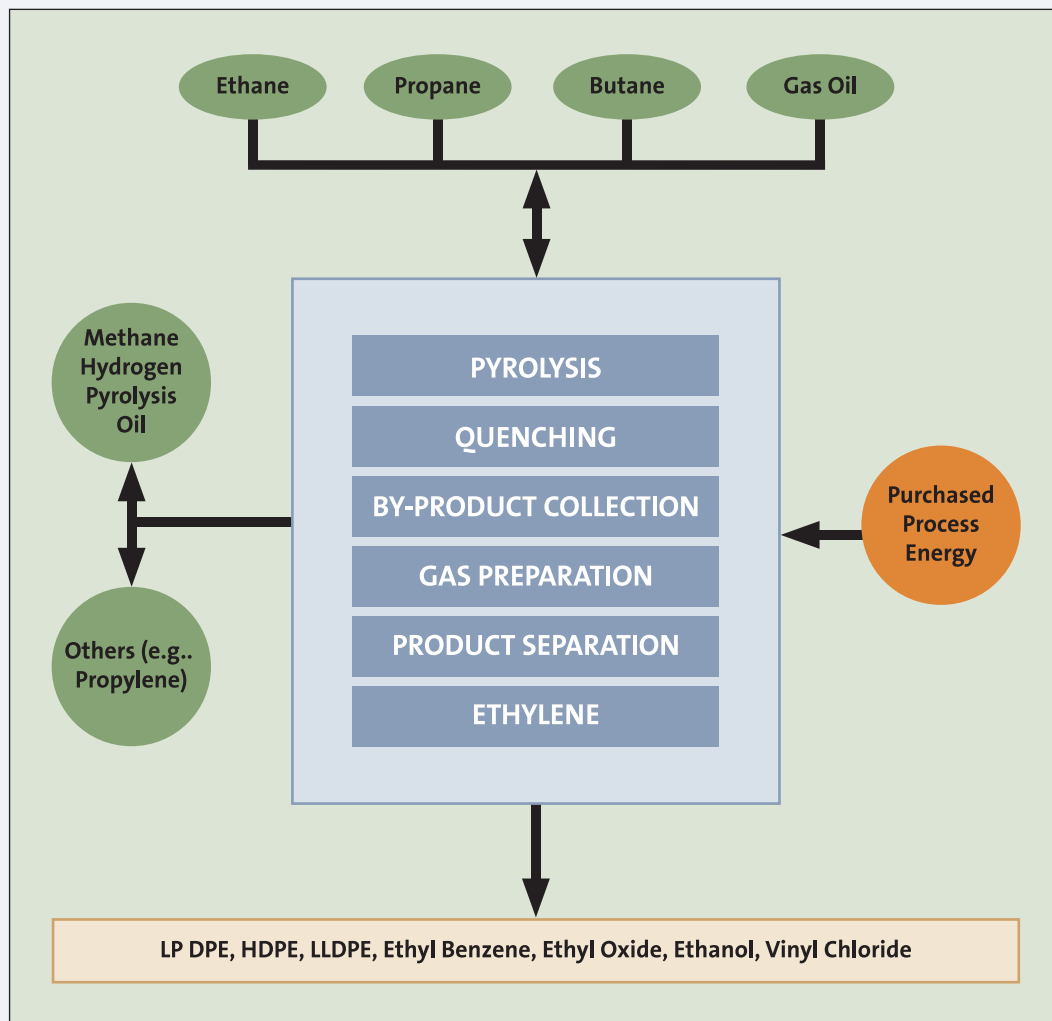 Ethane
Propane
Butane
Gas Oil
Methane
Hydrogen
Pyrolysis
Oil
PYROLYSIS
QUENCHING
BY-PRODUCT COLLECTION
GAS PREPARATION
PRODUCT SEPARATION
ETHYLENE
Purchased
Process
Energy
Others (e.g..
Propylene)
LP DPE, HDPE, LLDPE, Ethyl Benzene, Ethyl Oxide, Ethanol, Vinyl Chloride